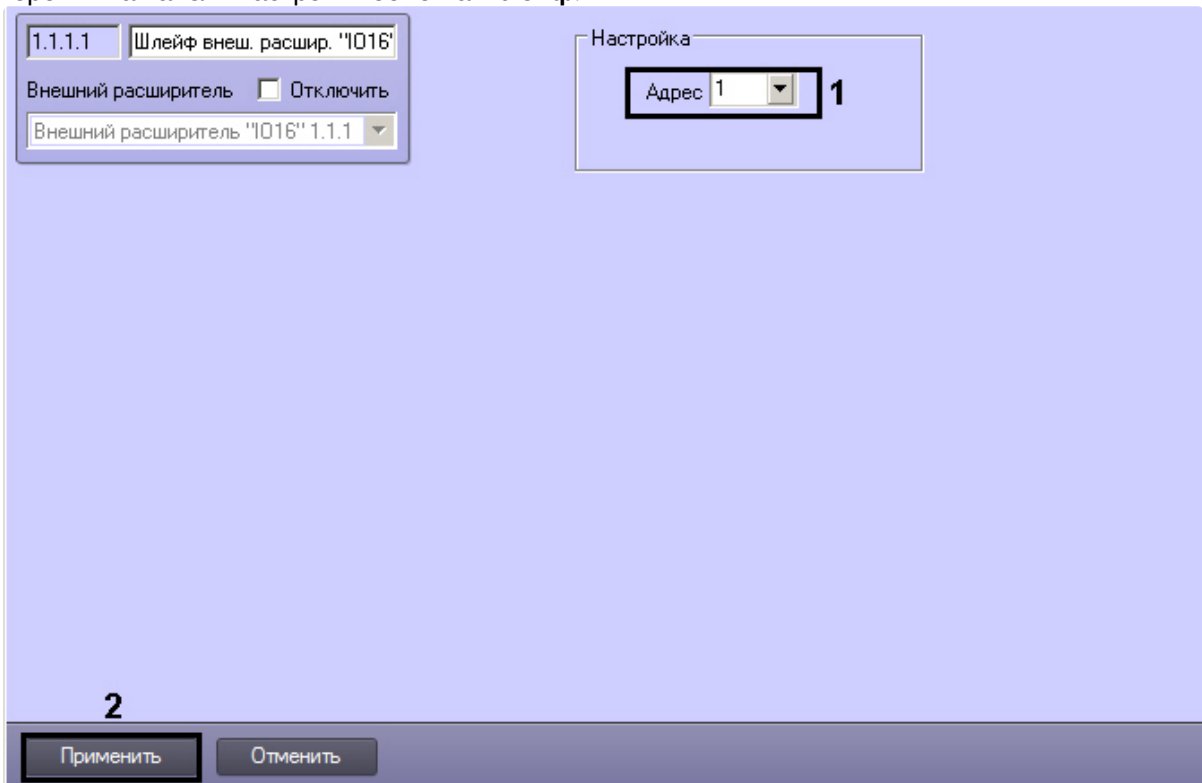 1.1.1.1 Шлейф внеш. расшир. "IO16"
Внешний расширитель Отключить
Внешний расширитель "IO16" 1.1.1
Настройка
Адрес 1
1
2
Применить Отменить